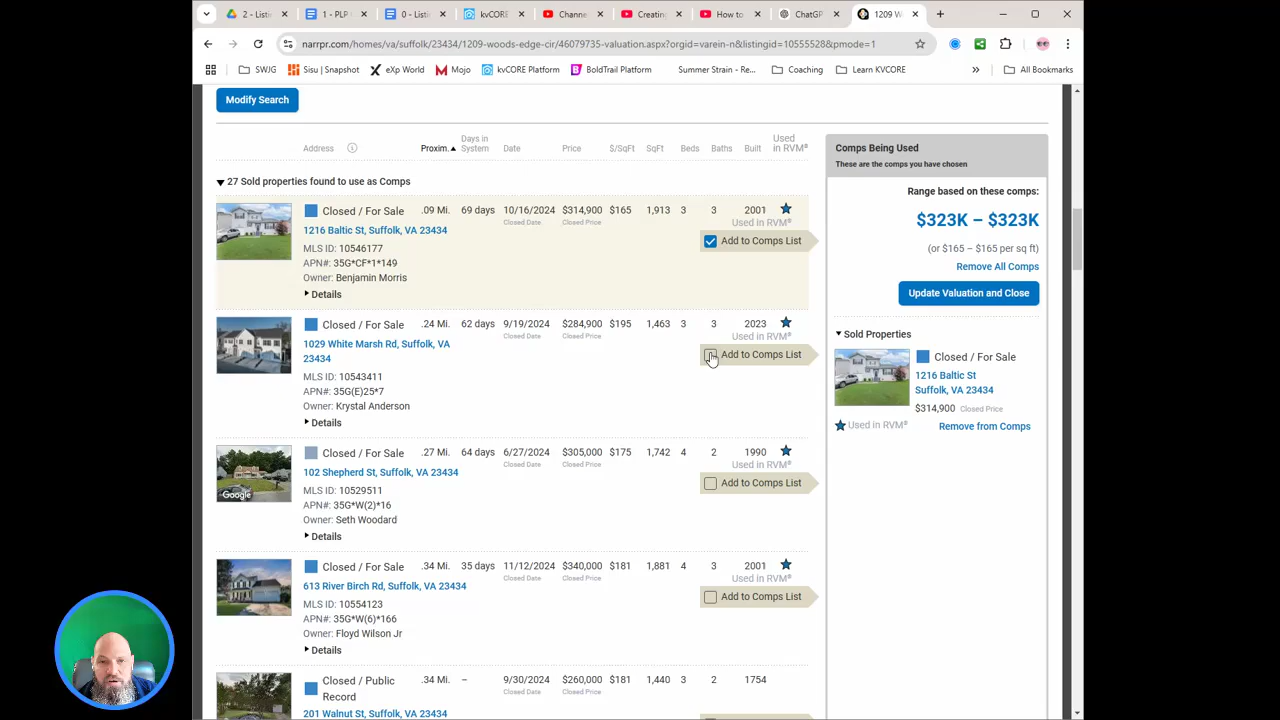 2 - Listin
1 - PLP
0 - Listin
kvCORE
Channe
Creating
How to
ChatGP
1209 W
narrpr.com/homes/va/suffolk/23434/1209-woods-edge-cir/46079735-valuation.aspx?orgid=varein-n&listingid=10555528&pmode=1
SWJG
Sisu | Snapshot
eXp World
Mojo
kvCORE Platform
BoldTrail Platform
Summer Strain - Re...
Coaching
Learn KVCORE
»
All Bookmarks
Modify Search
Address
Proxim.
Days in
System
Date
Price
$/SqFt
SqFt
Beds
Baths
Built
Used
in RVM®
27 Sold properties found to use as Comps
Closed / For Sale
.09 Mi. 69 days 10/16/2024 $314,900 $165 1,913 3 3 2001
Closed Date Closed Price Used in RVM®
1216 Baltic St, Suffolk, VA 23434
Add to Comps List
MLS ID: 10546177
APN#: 35G*CF*1*149
Owner: Benjamin Morris
Details
Closed / For Sale
.24 Mi. 62 days 9/19/2024 $284,900 $195 1,463 3 3 2023
Closed Date Closed Price Used in RVM®
1029 White Marsh Rd, Suffolk, VA
23434
Add to Comps List
MLS ID: 10543411
APN#: 35G(E)25*7
Owner: Krystal Anderson
Details
Closed / For Sale
.27 Mi. 64 days 6/27/2024 $305,000 $175 1,742 4 2 1990
Closed Date Closed Price Used in RVM®
102 Shepherd St, Suffolk, VA 23434
Add to Comps List
MLS ID: 10529511
Google
APN#: 35G*W(2)*16
Owner: Seth Woodard
Details
Closed / For Sale
.34 Mi. 35 days 11/12/2024 $340,000 $181 1,881 4 3 2001
Closed Date Closed Price Used in RVM®
613 River Birch Rd, Suffolk, VA 23434
Add to Comps List
MLS ID: 10554123
APN#: 35G*W(6)*166
Owner: Floyd Wilson Jr
Details
Closed / Public
Record
.34 Mi. – 9/30/2024 $260,000 $181 1,440 3 2 1754
Closed Date Closed Price
201 Walnut St, Suffolk, VA 23434
Comps Being Used
These are the comps you have chosen
Range based on these comps:
$323K – $323K
(or $165 – $165 per sq ft)
Remove All Comps
Update Valuation and Close
Sold Properties
Closed / For Sale
1216 Baltic St
Suffolk, VA 23434
$314,900 Closed Price
Used in RVM®
Remove from Comps